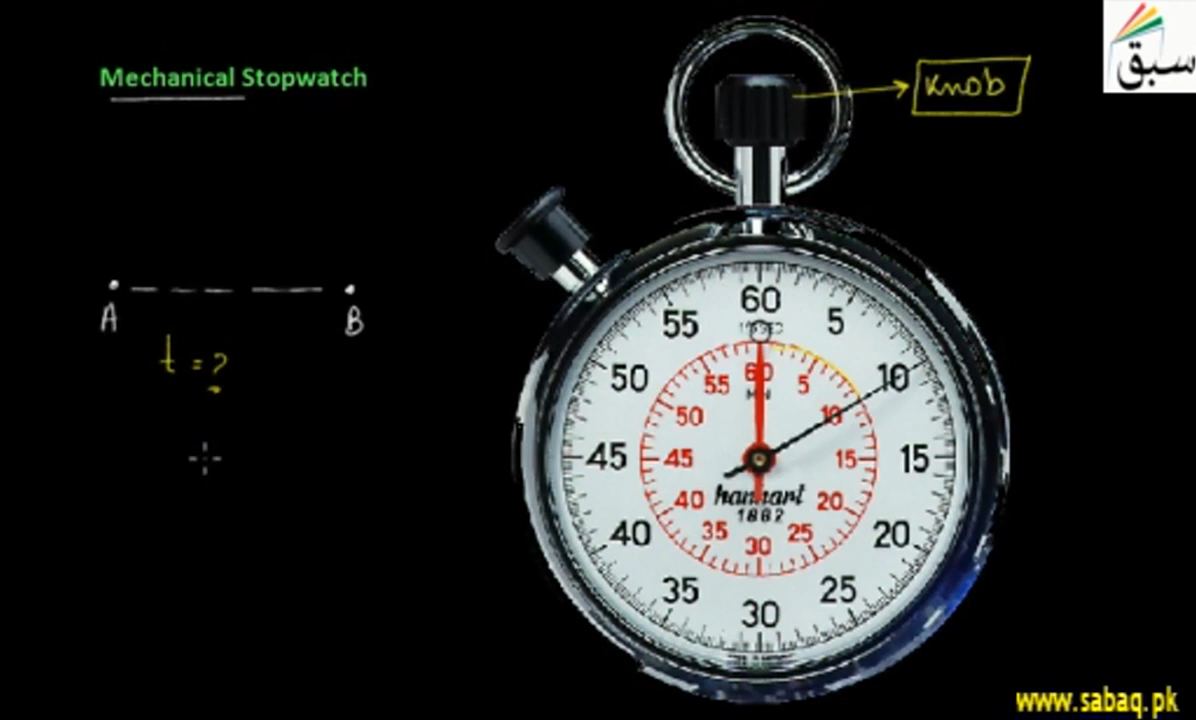 Mechanical Stopwatch
Knob
سبق
A
B
t = ?
60
55
5
50
10
45
15
40
20
35
25
30
60
MIN
55
5
50
10
45
15
40
20
35
25
30
hanhart
1882
www.sabaq.pk